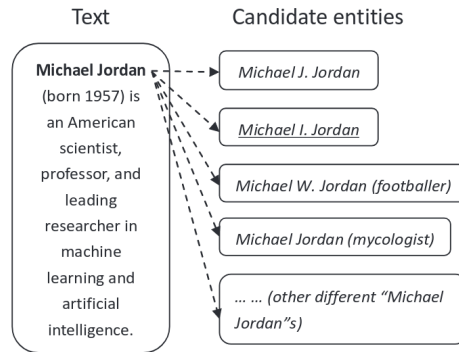 Text
Candidate entities
Michael Jordan
(born 1957) is
an American
scientist,
professor, and
leading
researcher in
machine
learning and
artificial
intelligence.
Michael J. Jordan
Michael I. Jordan
Michael W. Jordan (footballer)
Michael Jordan (mycologist)
... ... (other different “Michael
Jordan”s)